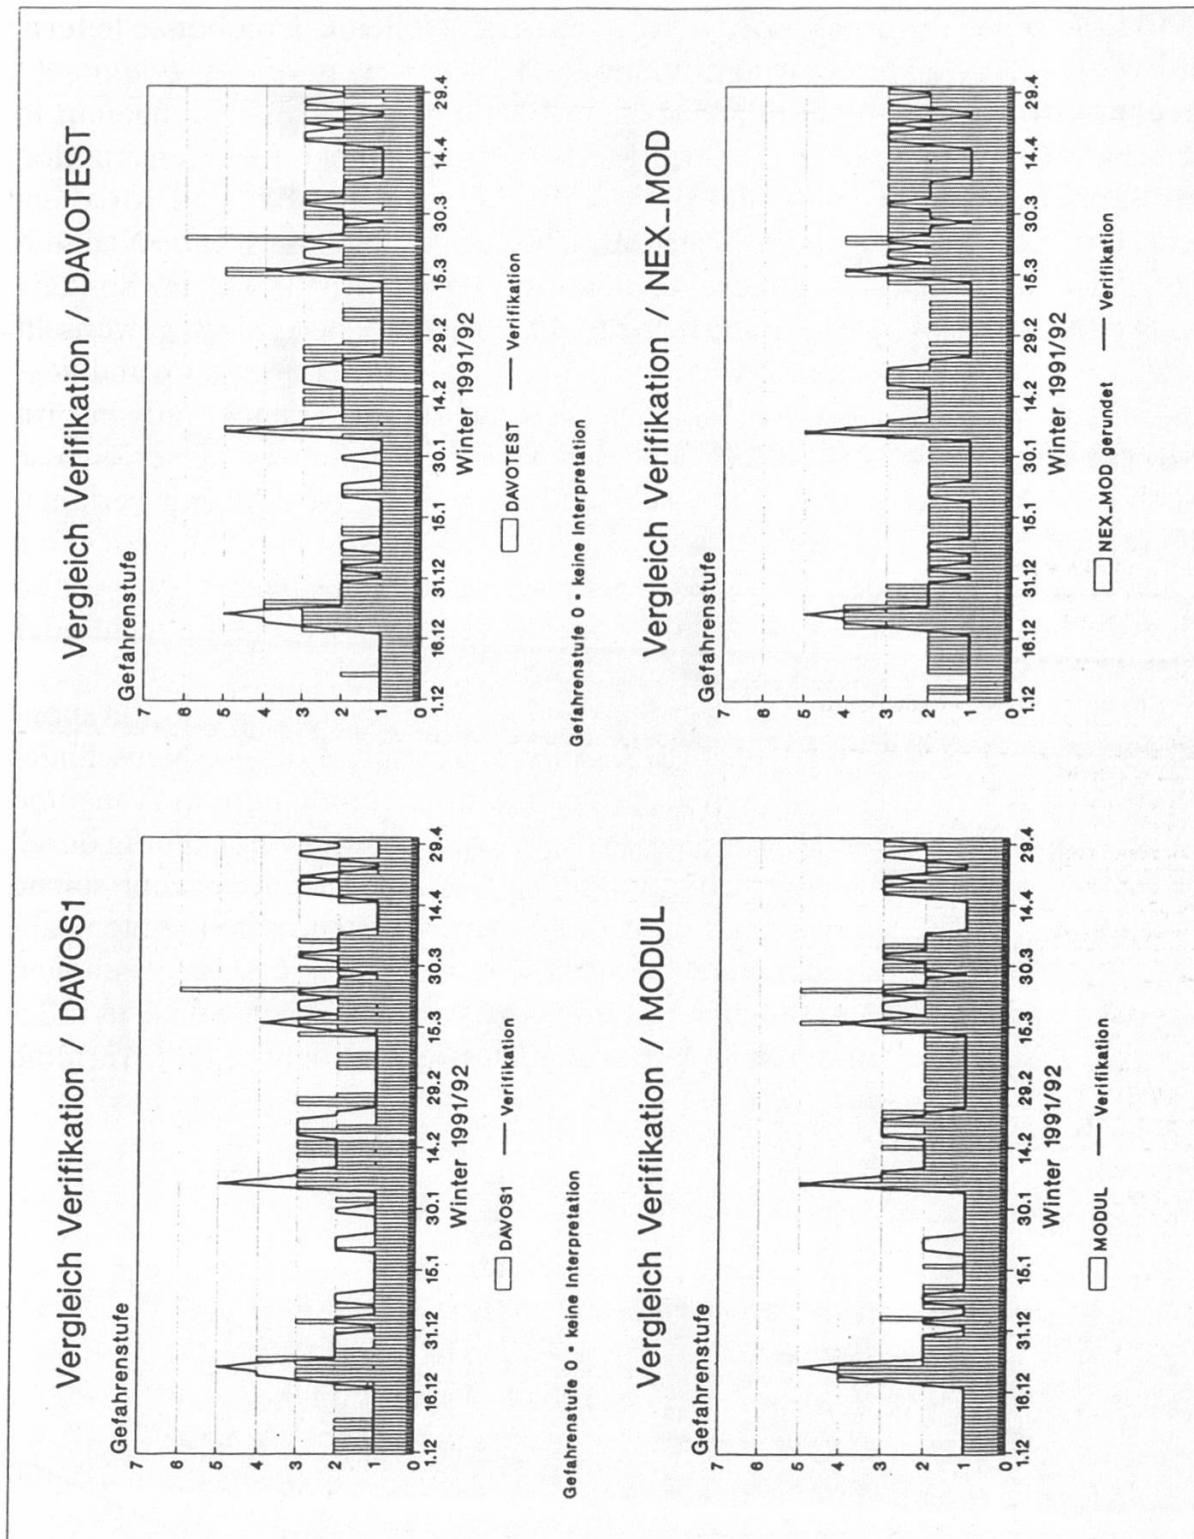 Vergleich Verifikation / DAVOS1
Gefahrenstufe
7
6
5
4
3
2
1
0
1.12 16.12 31.12 15.1 30.1 14.2 29.2 15.3 30.3 14.4 29.4
Winter 1991/92
DAVOS1 — Verifikation
Gefahrenstufe 0 • keine Interpretation
Vergleich Verifikation / DAVOTEST
Gefahrenstufe
7
6
5
4
3
2
1
0
1.12 16.12 31.12 15.1 30.1 14.2 29.2 15.3 30.3 14.4 29.4
Winter 1991/92
DAVOTEST — Verifikation
Gefahrenstufe 0 • keine Interpretation
Vergleich Verifikation / MODUL
Gefahrenstufe
7
6
5
4
3
2
1
0
1.12 16.12 31.12 15.1 30.1 14.2 29.2 15.3 30.3 14.4 29.4
Winter 1991/92
MODUL — Verifikation
Vergleich Verifikation / NEX_MOD
Gefahrenstufe
7
6
5
4
3
2
1
0
1.12 16.12 31.12 15.1 30.1 14.2 29.2 15.3 30.3 14.4 29.4
Winter 1991/92
NEX_MOD gerundet — Verifikation